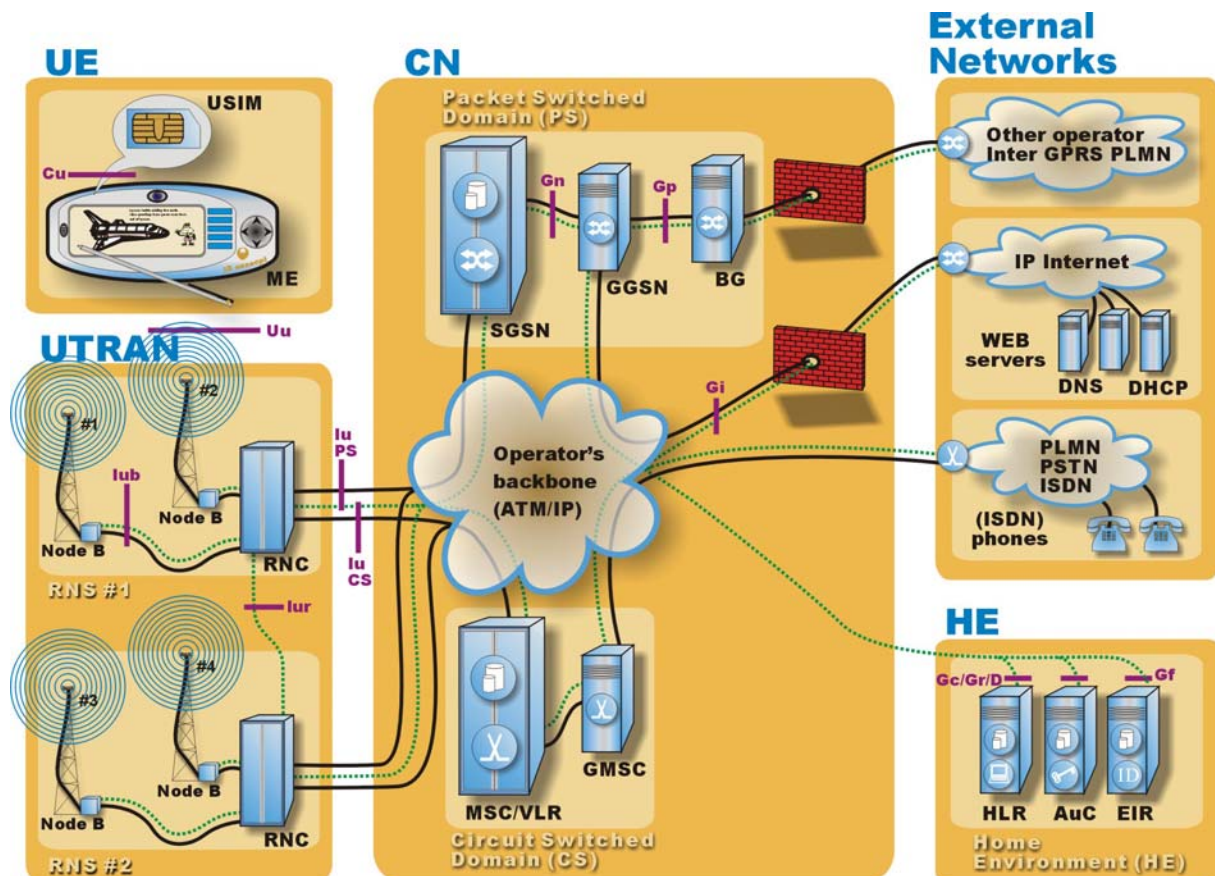 UE
USIM
Cu
ME
UTRAN
Uu
#1
#2
Iub
Node B
Node B
RNC
RNS #1
Iur
#3
#4
Node B
Node B
RNC
RNS #2
CN
Packet Switched
Domain (PS)
Gn
Gp
SGSN
GGSN
BG
Iu
PS
Iu
CS
Operator's
backbone
(ATM/IP)
Gi
MSC/VLR
GMSC
Circuit Switched
Domain (CS)
External
Networks
Other operator
Inter GPRS PLMN
IP Internet
WEB
servers
DNS
DHCP
PLMN
PSTN
ISDN
(ISDN)
phones
HE
Gc/Gr/D
Gf
ID
HLR
AuC
EIR
Home
Environment (HE)